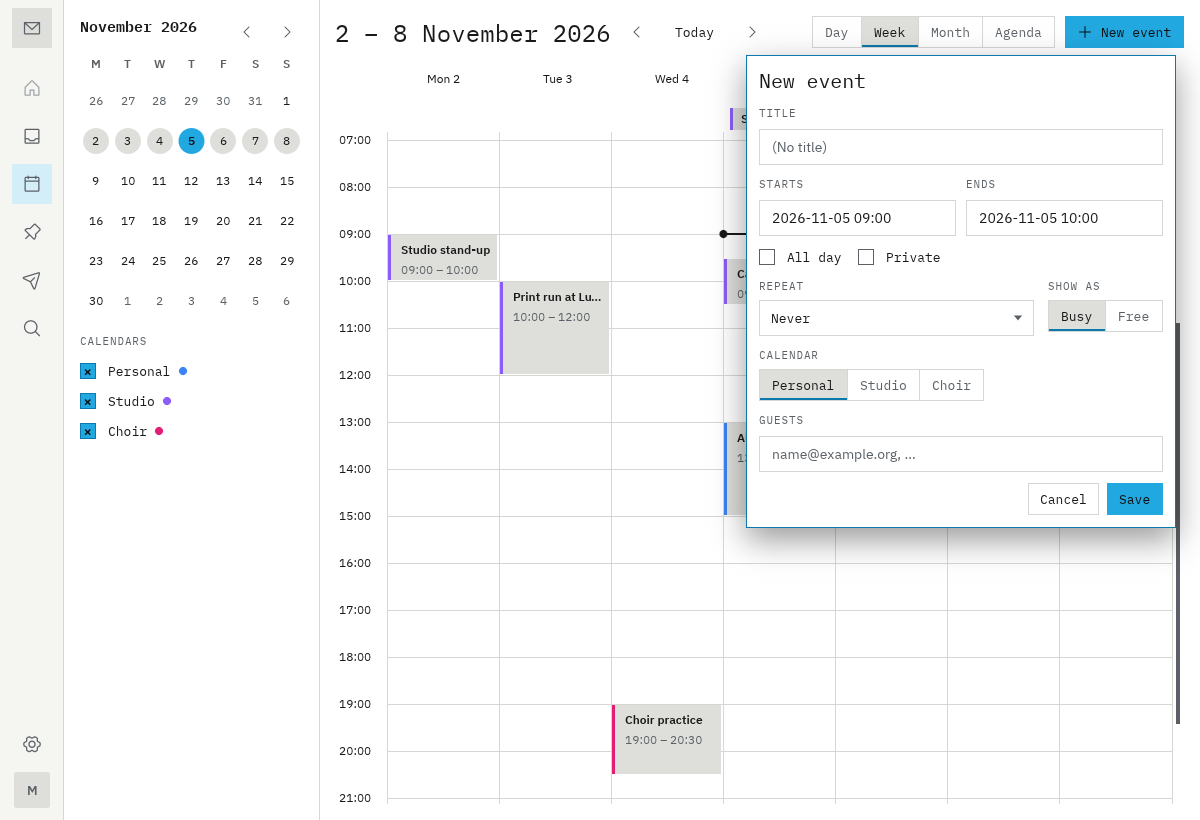 November 2026
M T W T F S S
26 27 28 29 30 31 1
2 3 4 5 6 7 8
9 10 11 12 13 14 15
16 17 18 19 20 21 22
23 24 25 26 27 28 29
30 1 2 3 4 5 6
CALENDARS
Personal
Studio
Choir
M
2 – 8 November 2026
Today
Day Week Month Agenda
New event
Mon 2 Tue 3 Wed 4
07:00
08:00
09:00
10:00
11:00
12:00
13:00
14:00
15:00
16:00
17:00
18:00
19:00
20:00
21:00
Studio stand-up
09:00 – 10:00
Print run at Lu…
10:00 – 12:00
Choir practice
19:00 – 20:30
New event
TITLE
(No title)
STARTS ENDS
2026-11-05 09:00 2026-11-05 10:00
All day Private
REPEAT SHOW AS
Never Busy Free
CALENDAR
Personal Studio Choir
GUESTS
name@example.org, …
Cancel Save